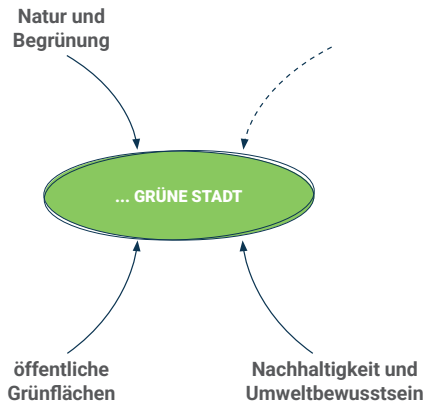 Natur und
Begrünung
... GRÜNE STADT
öffentliche
Grünflächen
Nachhaltigkeit und
Umweltbewusstsein